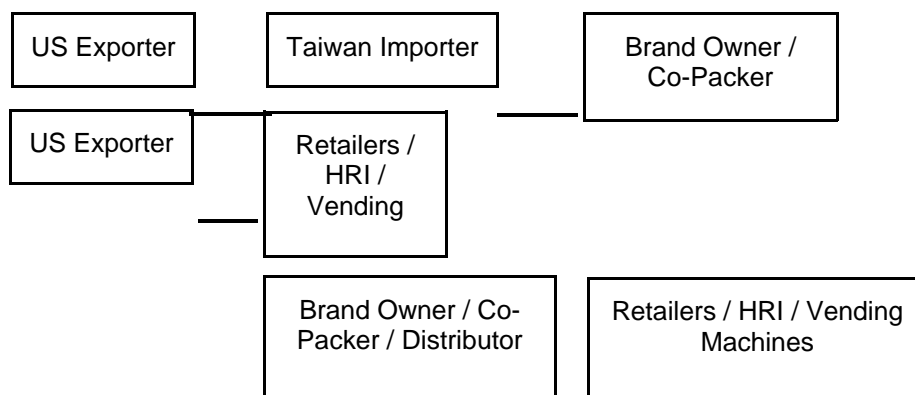 US Exporter
Taiwan Importer
Brand Owner /
Co-Packer
US Exporter
Retailers /
HRI /
Vending
Brand Owner / Co-
Packer / Distributor
Retailers / HRI / Vending
Machines